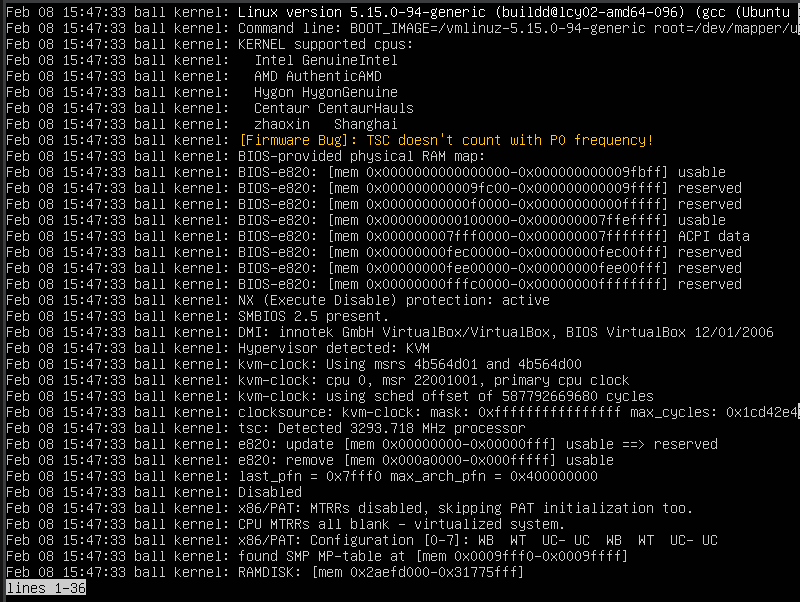 Feb 08 15:47:33 ball kernel: Linux version 5.15.0-94-generic (buildd@lcy02-amd64-096) (gcc (Ubuntu
Feb 08 15:47:33 ball kernel: Command line: BOOT_IMAGE=/vmlinuz-5.15.0-94-generic root=/dev/mapper/u
Feb 08 15:47:33 ball kernel: KERNEL supported cpus:
Feb 08 15:47:33 ball kernel:   Intel GenuineIntel
Feb 08 15:47:33 ball kernel:   AMD AuthenticAMD
Feb 08 15:47:33 ball kernel:   Hygon HygonGenuine
Feb 08 15:47:33 ball kernel:   Centaur CentaurHauls
Feb 08 15:47:33 ball kernel:   zhaoxin   Shanghai
Feb 08 15:47:33 ball kernel: [Firmware Bug]: TSC doesn't count with P0 frequency!
Feb 08 15:47:33 ball kernel: BIOS-provided physical RAM map:
Feb 08 15:47:33 ball kernel: BIOS-e820: [mem 0x0000000000000000-0x000000000009fbff] usable
Feb 08 15:47:33 ball kernel: BIOS-e820: [mem 0x000000000009fc00-0x000000000009ffff] reserved
Feb 08 15:47:33 ball kernel: BIOS-e820: [mem 0x00000000000f0000-0x00000000000fffff] reserved
Feb 08 15:47:33 ball kernel: BIOS-e820: [mem 0x0000000000100000-0x000000007ffeffff] usable
Feb 08 15:47:33 ball kernel: BIOS-e820: [mem 0x000000007fff0000-0x000000007fffffff] ACPI data
Feb 08 15:47:33 ball kernel: BIOS-e820: [mem 0x00000000fec00000-0x00000000fec00fff] reserved
Feb 08 15:47:33 ball kernel: BIOS-e820: [mem 0x00000000fee00000-0x00000000fee00fff] reserved
Feb 08 15:47:33 ball kernel: BIOS-e820: [mem 0x00000000fffc0000-0x00000000ffffffff] reserved
Feb 08 15:47:33 ball kernel: NX (Execute Disable) protection: active
Feb 08 15:47:33 ball kernel: SMBIOS 2.5 present.
Feb 08 15:47:33 ball kernel: DMI: innotek GmbH VirtualBox/VirtualBox, BIOS VirtualBox 12/01/2006
Feb 08 15:47:33 ball kernel: Hypervisor detected: KVM
Feb 08 15:47:33 ball kernel: kvm-clock: Using msrs 4b564d01 and 4b564d00
Feb 08 15:47:33 ball kernel: kvm-clock: cpu 0, msr 22001001, primary cpu clock
Feb 08 15:47:33 ball kernel: kvm-clock: using sched offset of 587792669680 cycles
Feb 08 15:47:33 ball kernel: clocksource: kvm-clock: mask: 0xffffffffffffffff max_cycles: 0x1cd42e4
Feb 08 15:47:33 ball kernel: tsc: Detected 3293.718 MHz processor
Feb 08 15:47:33 ball kernel: e820: update [mem 0x00000000-0x00000fff] usable ==> reserved
Feb 08 15:47:33 ball kernel: e820: remove [mem 0x000a0000-0x000fffff] usable
Feb 08 15:47:33 ball kernel: last_pfn = 0x7fff0 max_arch_pfn = 0x400000000
Feb 08 15:47:33 ball kernel: Disabled
Feb 08 15:47:33 ball kernel: x86/PAT: MTRRs disabled, skipping PAT initialization too.
Feb 08 15:47:33 ball kernel: CPU MTRRs all blank - virtualized system.
Feb 08 15:47:33 ball kernel: x86/PAT: Configuration [0-7]: WB  WT  UC- UC  WB  WT  UC- UC
Feb 08 15:47:33 ball kernel: found SMP MP-table at [mem 0x0009fff0-0x0009ffff]
Feb 08 15:47:33 ball kernel: RAMDISK: [mem 0x2aefd000-0x31775fff]
lines 1-36